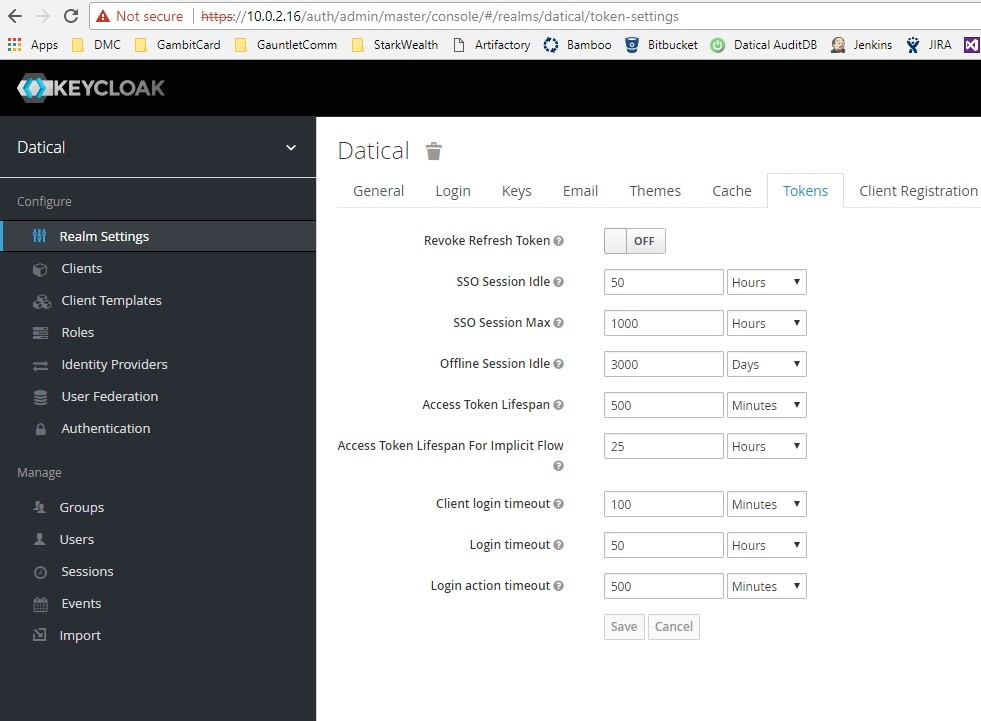 Not secure https://10.0.2.16/auth/admin/master/console/#/realms/datical/token-settings
Apps DMC GambitCard GauntletComm StarkWealth Artifactory Bamboo Bitbucket Datical AuditDB Jenkins JIRA
KEYCLOAK
Datical
Configure
Realm Settings
Clients
Client Templates
Roles
Identity Providers
User Federation
Authentication
Manage
Groups
Users
Sessions
Events
Import
Datical
General Login Keys Email Themes Cache Tokens Client Registration
Revoke Refresh Token OFF
SSO Session Idle 50 Hours
SSO Session Max 1000 Hours
Offline Session Idle 3000 Days
Access Token Lifespan 500 Minutes
Access Token Lifespan For Implicit Flow 25 Hours
Client login timeout 100 Minutes
Login timeout 50 Hours
Login action timeout 500 Minutes
Save Cancel